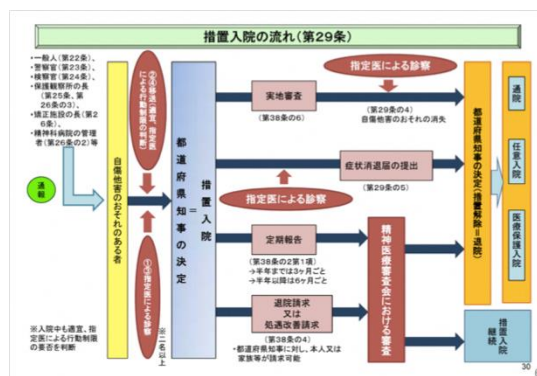 措置入院の流れ(第29条)
・一般人(第22条)、
・警察官(第23条)、
・検察官(第24条)、
・保護観察所の長
(第25条、第
26条の3)、
・矯正施設の長(第2
6条)、
・精神科病院の管理
者(第26条の2)等
通報
自傷他害のおそれのある者
②④移送(適宜、指定医
による行動制限の判断)
①③指定医による診察
※二名以上
都道府県知事の決定
=
措置入院
実地審査
(第38条の6)
指定医による診察
(第29条の4)
自傷他害のおそれの消失
症状消退届の提出
(第29条の5)
指定医による診察
定期報告
(第38条の2第1項)
→半年までは3ヶ月ごと
→半年以降は6ヶ月ごと
退院請求
又は
処遇改善請求
(第38条の4)
・都道府県知事に対し、本人又は
家族等が請求可能
精神医療審査会における審査
都道府県知事の決定(措置解除=退院)
通院
任意入院
医療保護入院
措置入院
継続
※入院中も適宜、指
定医による行動制限
の要否を判断
30